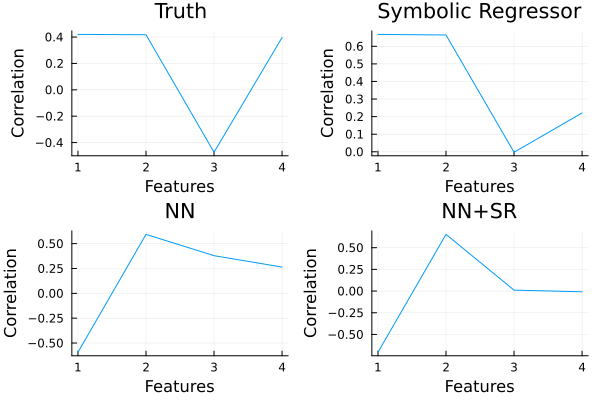 Truth
Correlation
0.4
0.2
0.0
−0.2
−0.4
1 2 3 4
Features
Symbolic Regressor
Correlation
0.6
0.5
0.4
0.3
0.2
0.1
0.0
1 2 3 4
Features
NN
Correlation
0.50
0.25
0.00
−0.25
−0.50
1 2 3 4
Features
NN+SR
Correlation
0.50
0.25
0.00
−0.25
−0.50
1 2 3 4
Features